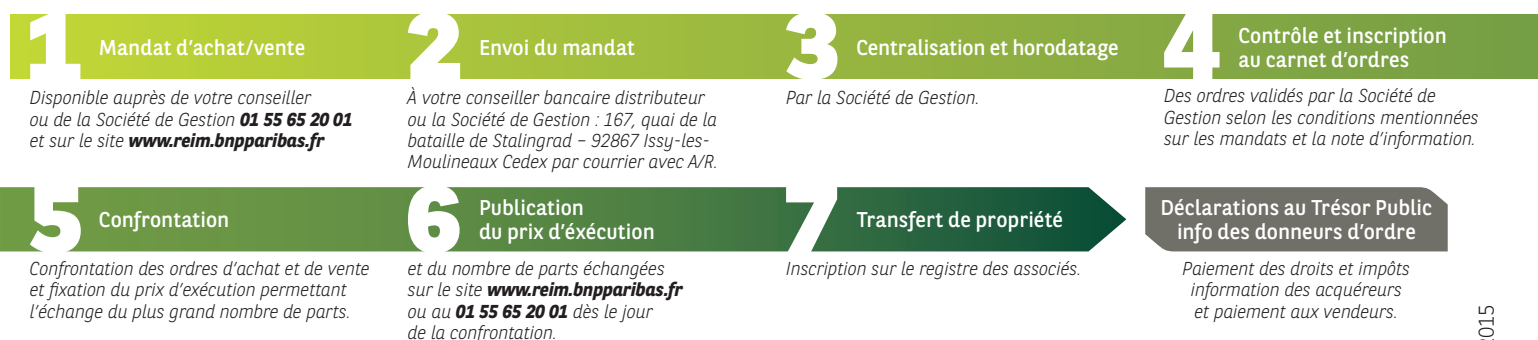 1 Mandat d'achat/vente
Disponible auprès de votre conseiller
ou de la Société de Gestion 01 55 65 20 01
et sur le site www.reim.bnpparibas.fr
2 Envoi du mandat
À votre conseiller bancaire distributeur
ou la Société de Gestion : 167, quai de la
bataille de Stalingrad – 92867 Issy-les-
Moulineaux Cedex par courrier avec A/R.
3 Centralisation et horodatage
Par la Société de Gestion.
4 Contrôle et inscription
au carnet d'ordres
Des ordres validés par la Société de
Gestion selon les conditions mentionnées
sur les mandats et la note d'information.
5 Confrontation
Confrontation des ordres d'achat et de vente
et fixation du prix d'exécution permettant
l'échange du plus grand nombre de parts.
6 Publication
du prix d'éxécution
et du nombre de parts échangées
sur le site www.reim.bnpparibas.fr
ou au 01 55 65 20 01 dès le jour
de la confrontation.
7 Transfert de propriété
Inscription sur le registre des associés.
Déclarations au Trésor Public
info des donneurs d'ordre
Paiement des droits et impôts
information des acquéreurs
et paiement aux vendeurs.